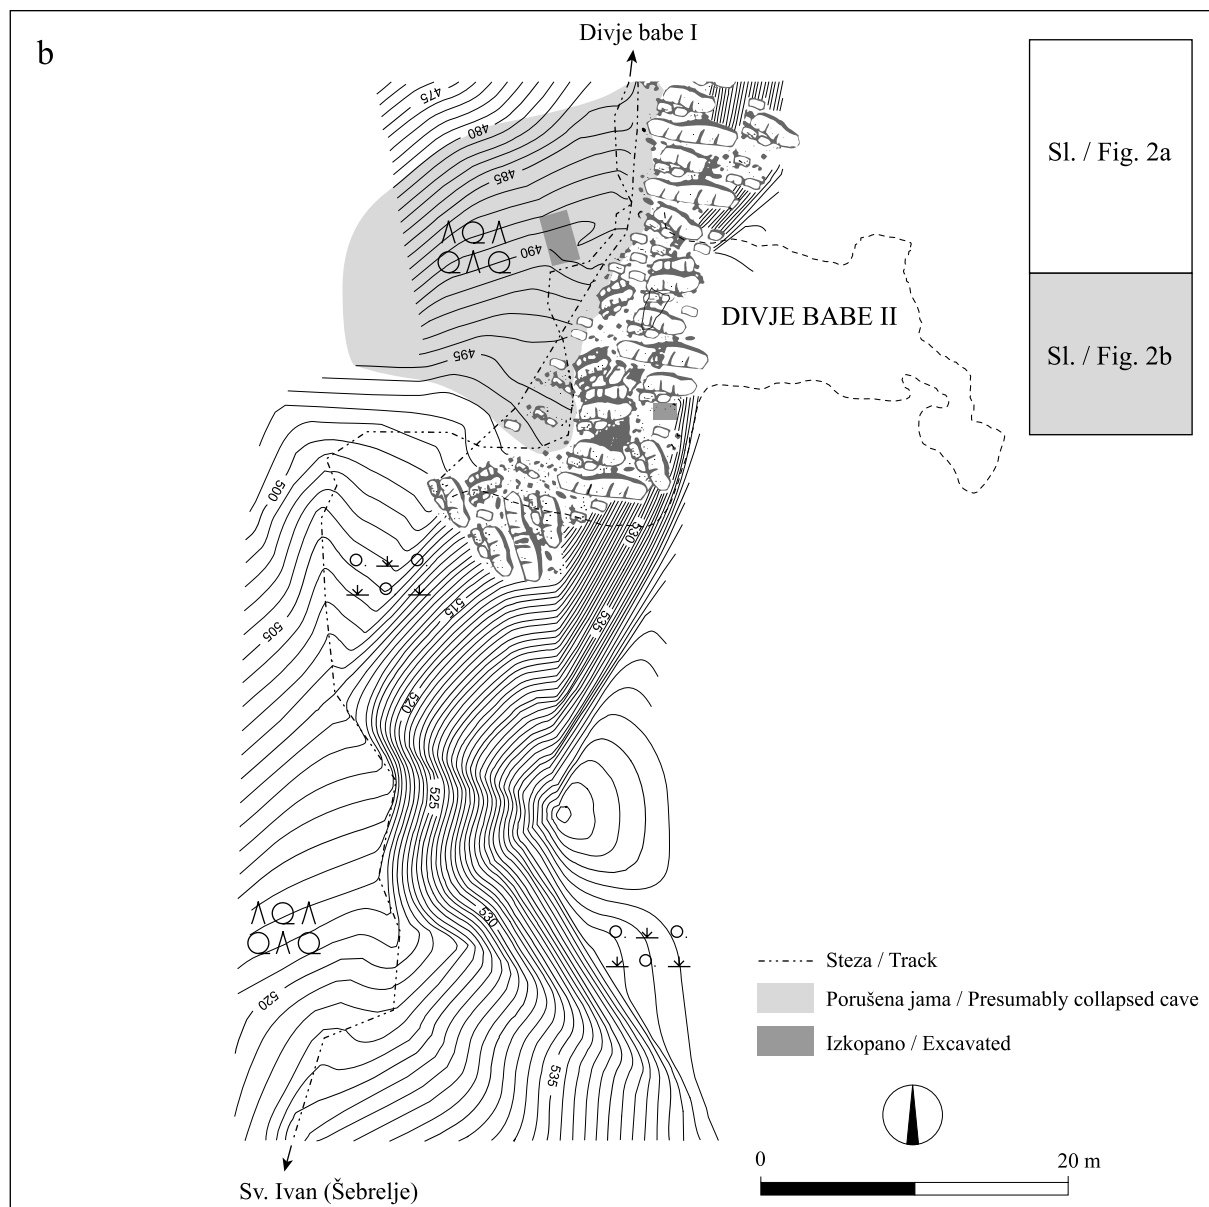 b
Divje babe I
Sl. / Fig. 2a
Sl. / Fig. 2b
475
480
485
490
495
DIVJE BABE II
500
505
515
520
525
530
535
530
520
535
Steza / Track
Porušena jama / Presumably collapsed cave
Izkopano / Excavated
0
20 m
Sv. Ivan (Šebrelje)